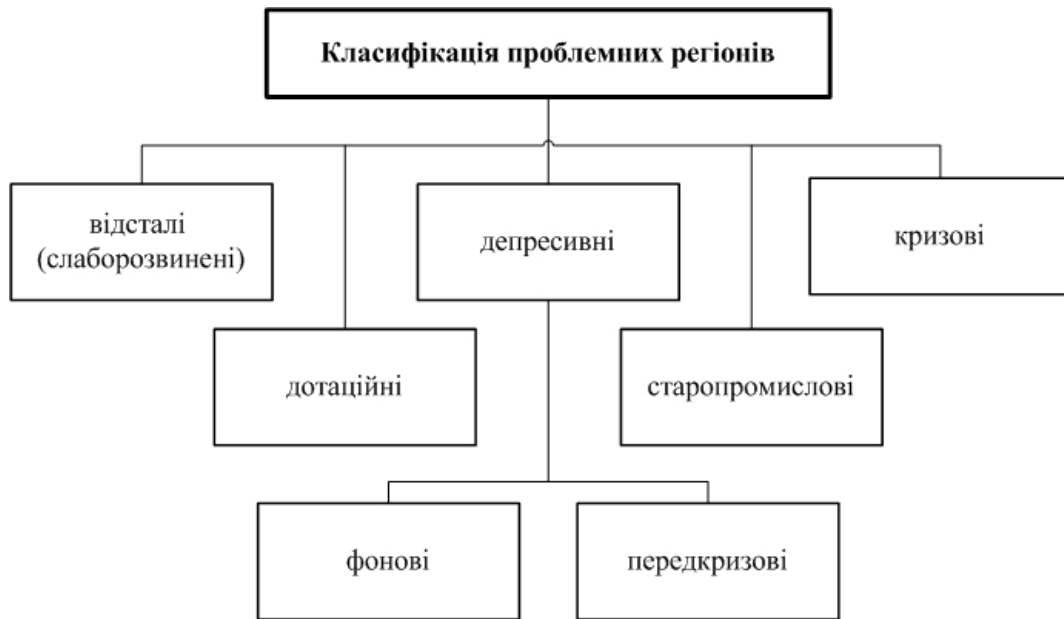 Класифікація проблемних регіонів
відсталі
(слаборозвинені)
депресивні
кризові
дотаційні
старопромислові
фонові
передкризові